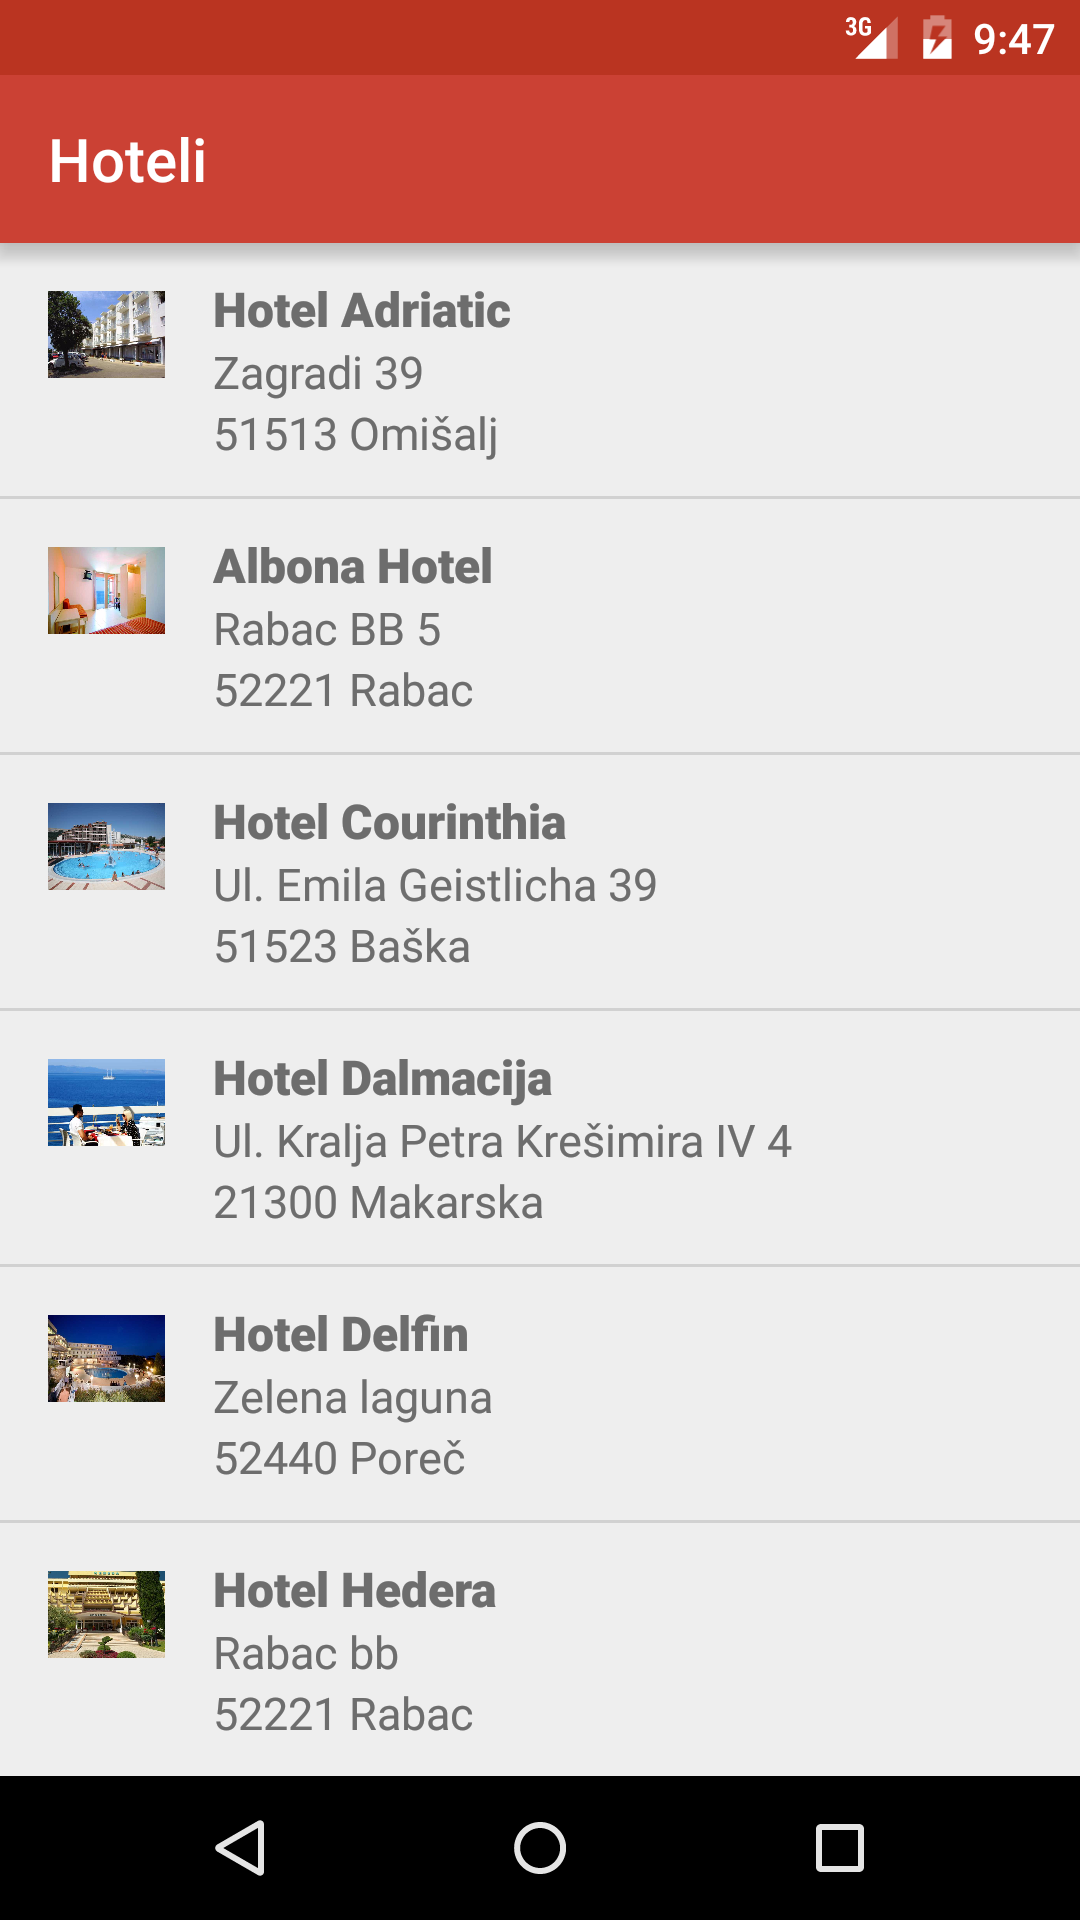 3G 9:47
Hoteli
Hotel Adriatic
Zagradi 39
51513 Omišalj
Albona Hotel
Rabac BB 5
52221 Rabac
Hotel Courinthia
Ul. Emila Geistlicha 39
51523 Baška
Hotel Dalmacija
Ul. Kralja Petra Krešimira IV 4
21300 Makarska
Hotel Delfin
Zelena laguna
52440 Poreč
Hotel Hedera
Rabac bb
52221 Rabac